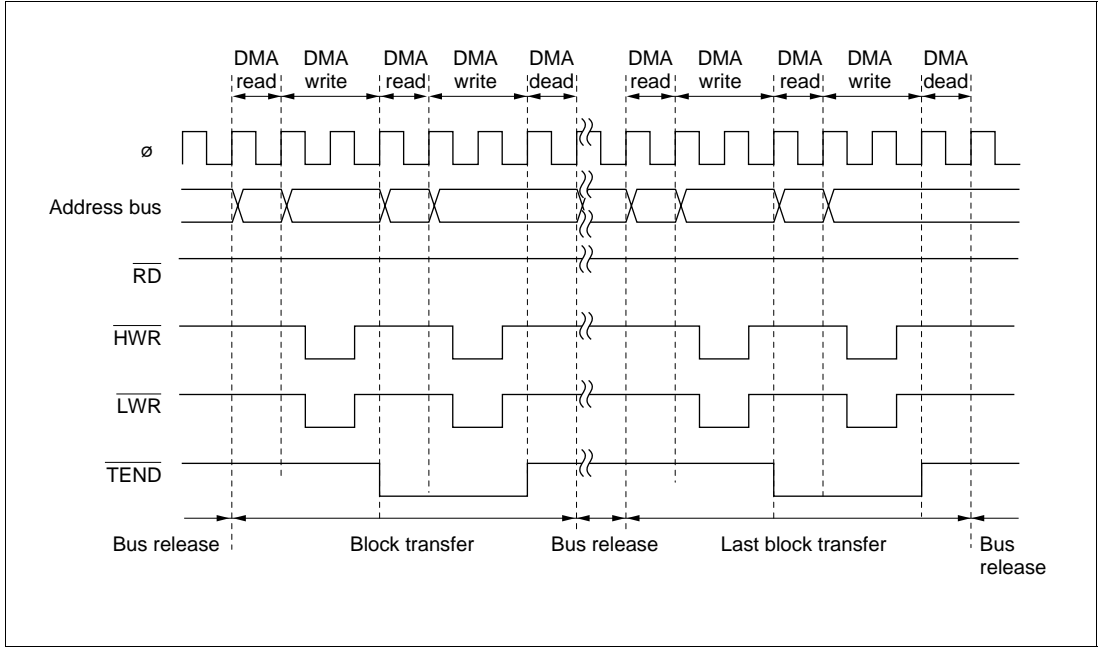 DMA read DMA write DMA read DMA write DMA dead DMA read DMA write DMA read DMA write DMA dead
ø
Address bus
RD
HWR
LWR
TEND
Bus release Block transfer Bus release Last block transfer Bus release